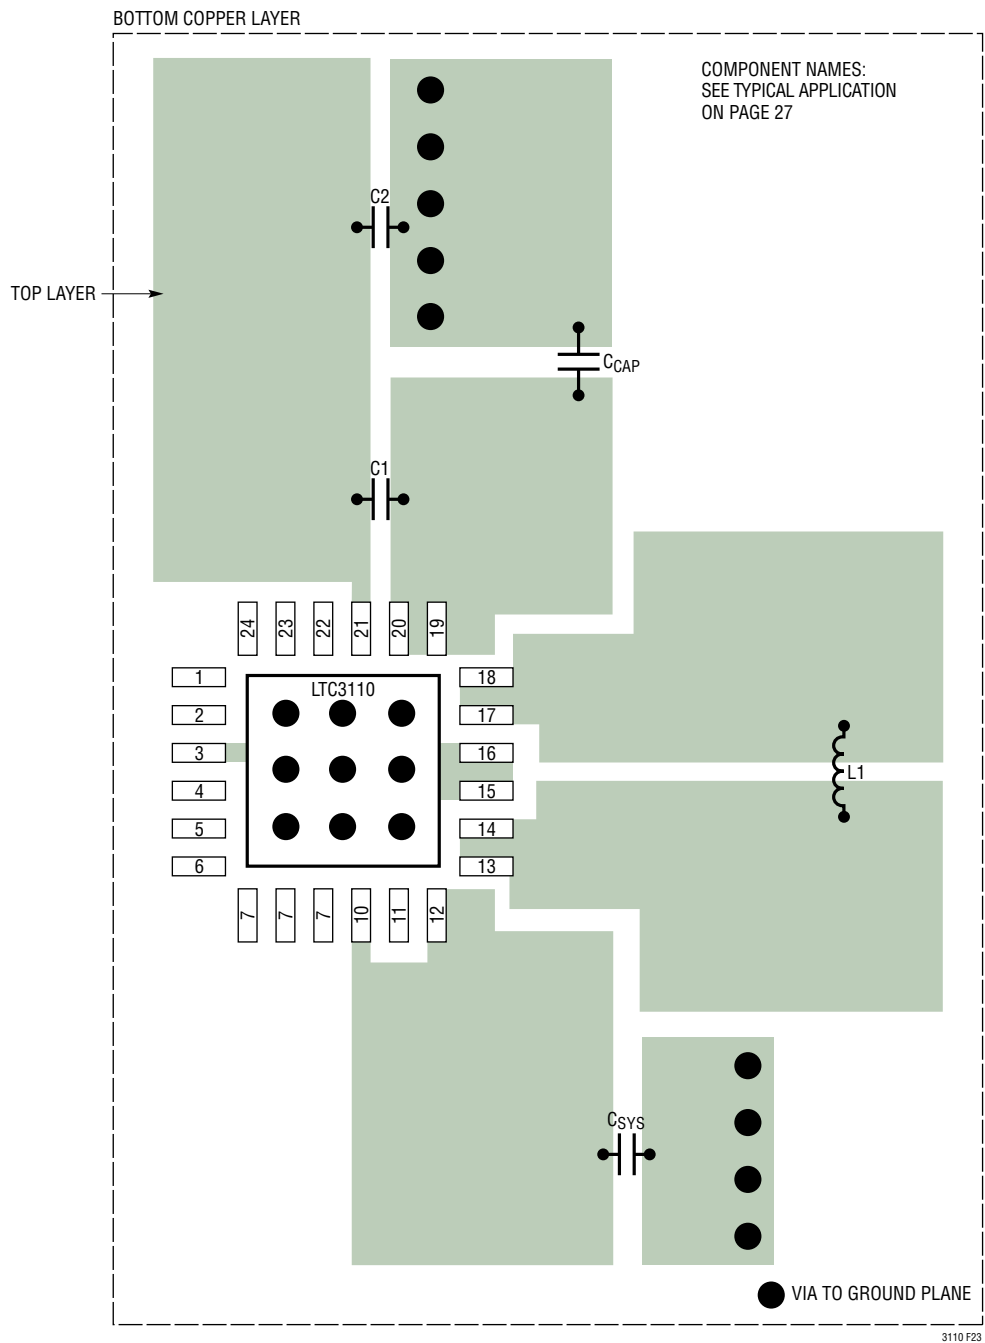 BOTTOM COPPER LAYER
COMPONENT NAMES:
SEE TYPICAL APPLICATION
ON PAGE 27
C2
TOP LAYER
CCAP
C1
24
23
22
21
20
19
1
LTC3110
18
2
17
3
16
L1
4
15
5
14
6
13
7
7
7
10
11
12
CSYS
VIA TO GROUND PLANE
3110 F23